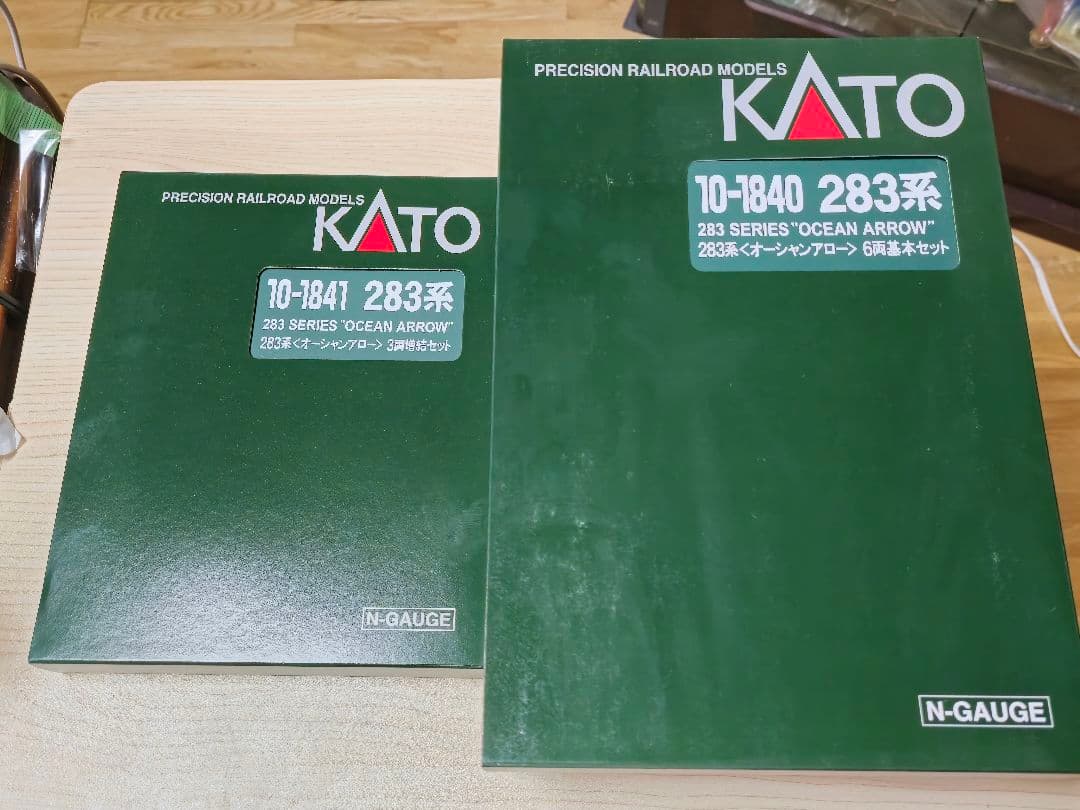 PRECISION RAILROAD MODELS
KATO
10-1841 283系
283 SERIES "OCEAN ARROW"
283系<オーシャンアロー> 3両増結セット
N-GAUGE
PRECISION RAILROAD MODELS
KATO
10-1840 283系
283 SERIES "OCEAN ARROW"
283系<オーシャンアロー> 6両基本セット
N-GAUGE